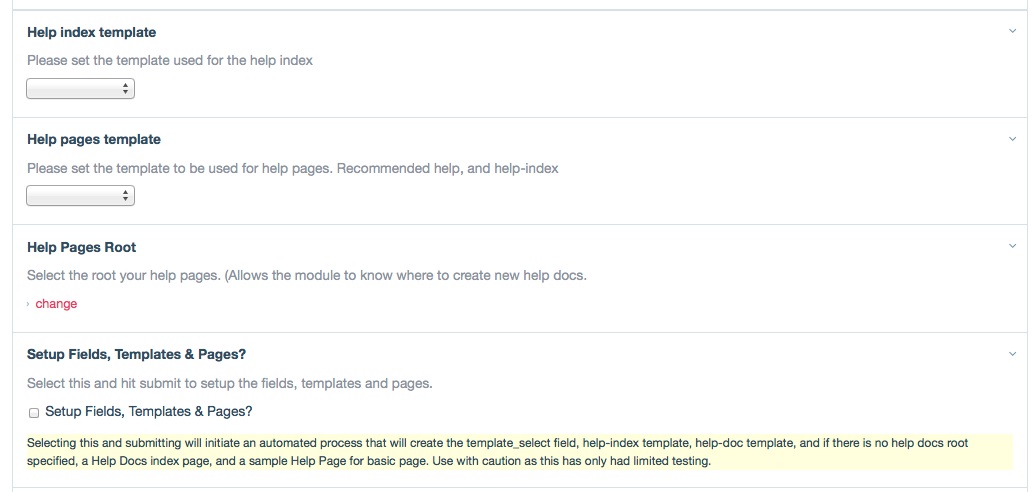 Help index template
Please set the template used for the help index
Help pages template
Please set the template to be used for help pages. Recommended help, and help-index
Help Pages Root
Select the root your help pages. (Allows the module to know where to create new help docs.
change
Setup Fields, Templates & Pages?
Select this and hit submit to setup the fields, templates and pages.
Setup Fields, Templates & Pages?
Selecting this and submitting will initiate an automated process that will create the template_select field, help-index template, help-doc template, and if there is no help docs root
specified, a Help Docs index page, and a sample Help Page for basic page. Use with caution as this has only had limited testing.